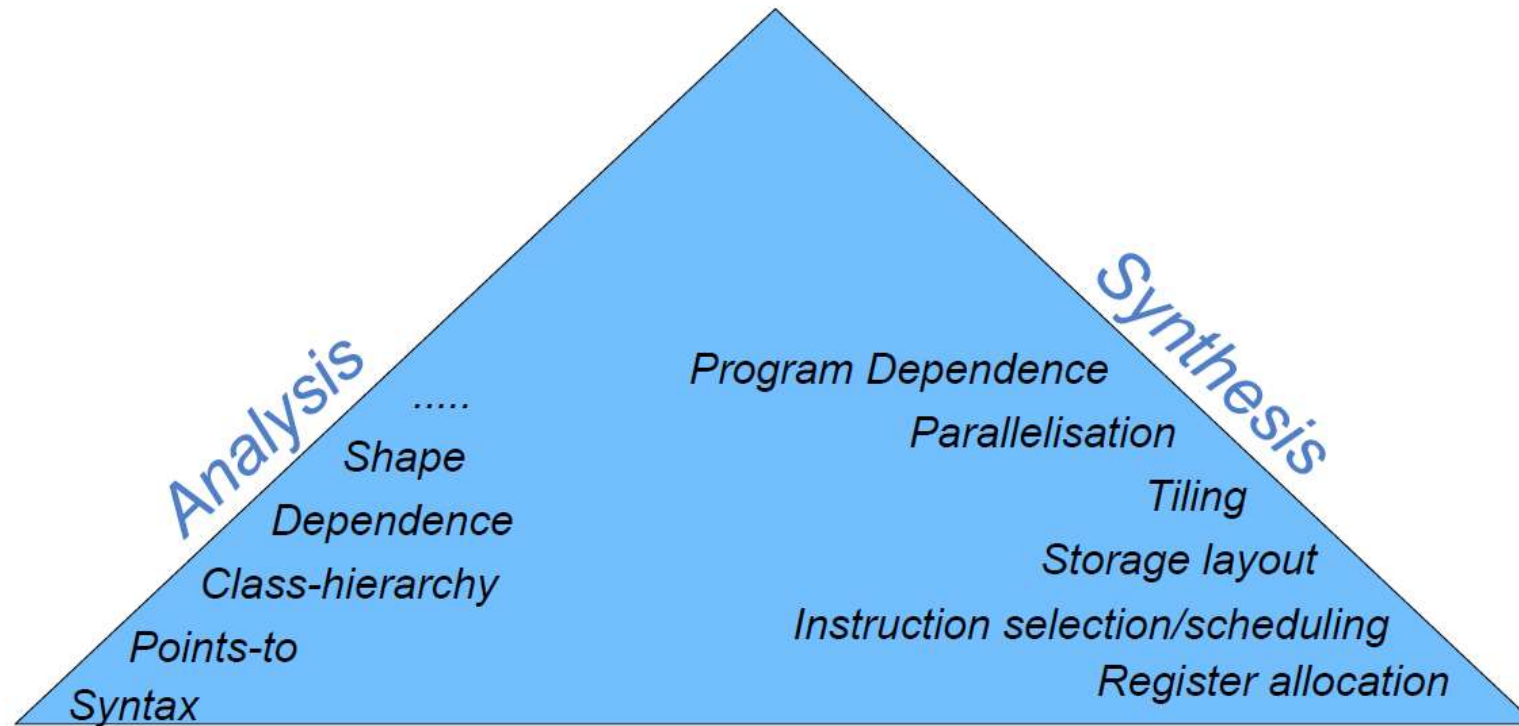 Analysis
.....
Shape
Dependence
Class-hierarchy
Points-to
Syntax
Synthesis
Program Dependence
Parallelisation
Tiling
Storage layout
Instruction selection/scheduling
Register allocation